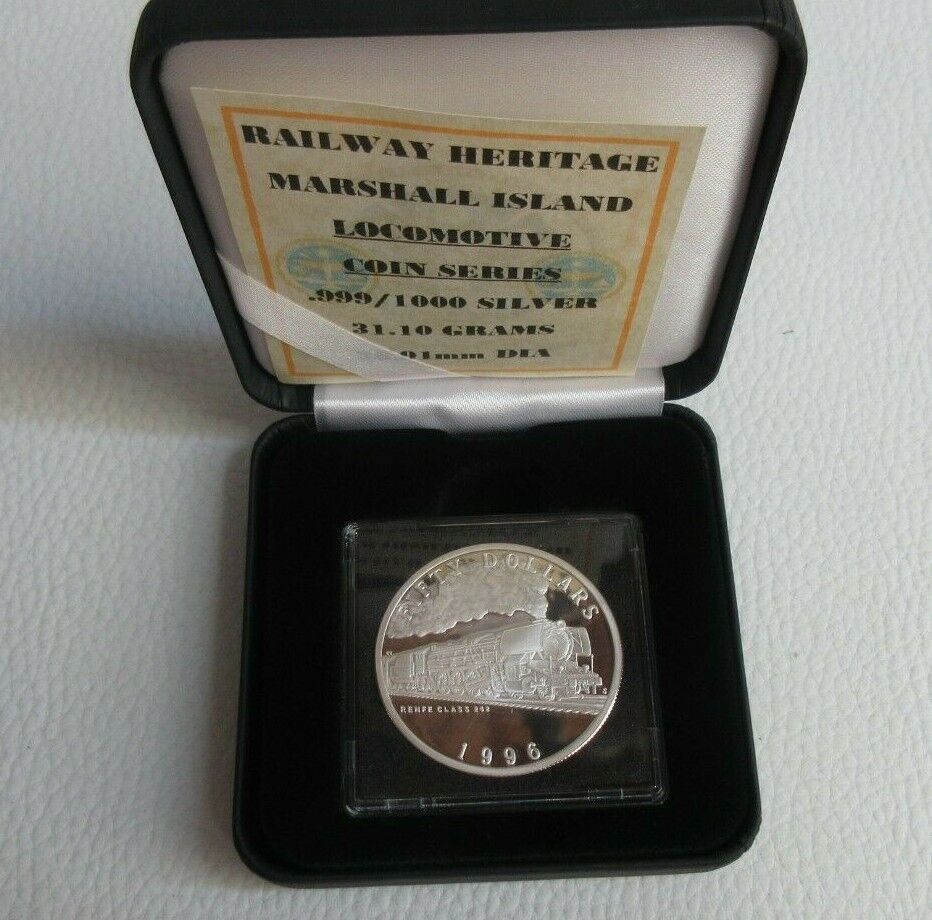 RAILWAY HERITAGE
MARSHALL ISLAND
LOCOMOTIVE
COIN SERIES
.999/1000 SILVER
31.10 GRAMS
DIA
FIFTY DOLLARS
RENFE CLASS 242
1996